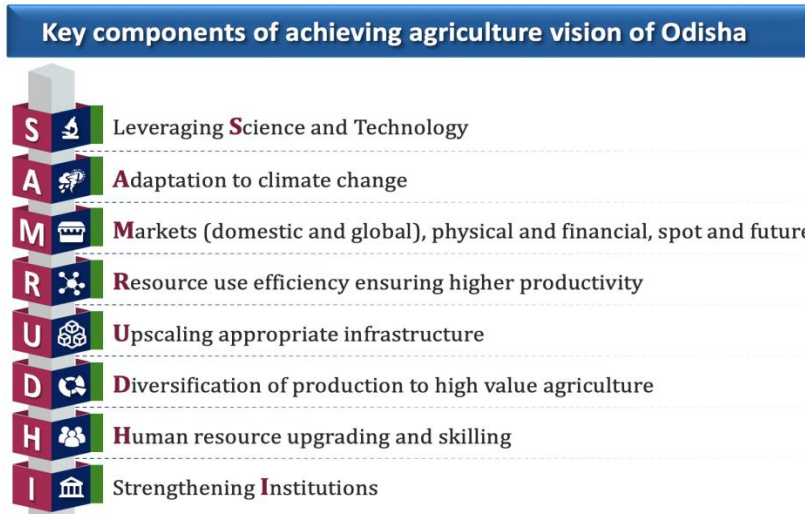 Key components of achieving agriculture vision of Odisha
S Leveraging Science and Technology
A Adaptation to climate change
M Markets (domestic and global), physical and financial, spot and future
R Resource use efficiency ensuring higher productivity
U Upscaling appropriate infrastructure
D Diversification of production to high value agriculture
H Human resource upgrading and skilling
I Strengthening Institutions